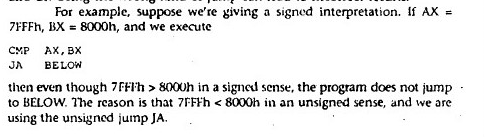 For example, suppose we're giving a signed interpretation. If AX =
7FFFh, BX = 8000h, and we execute
CMP AX,BX
JA BELOW
then even though 7FFFh > 8000h in a signed sense, the program does not jump
to BELOW. The reason is that 7FFFh < 8000h in an unsigned sense, and we are
using the unsigned jump JA.